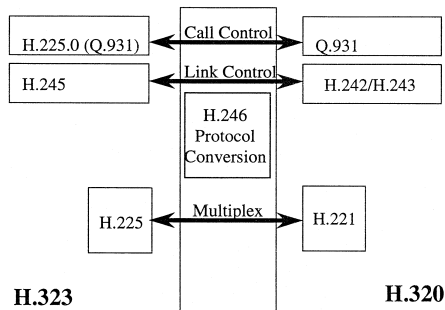 Call Control
H.225.0 (Q.931)
Q.931
Link Control
H.245
H.242/H.243
H.246
Protocol
Conversion
H.225
Multiplex
H.221
H.323
H.320